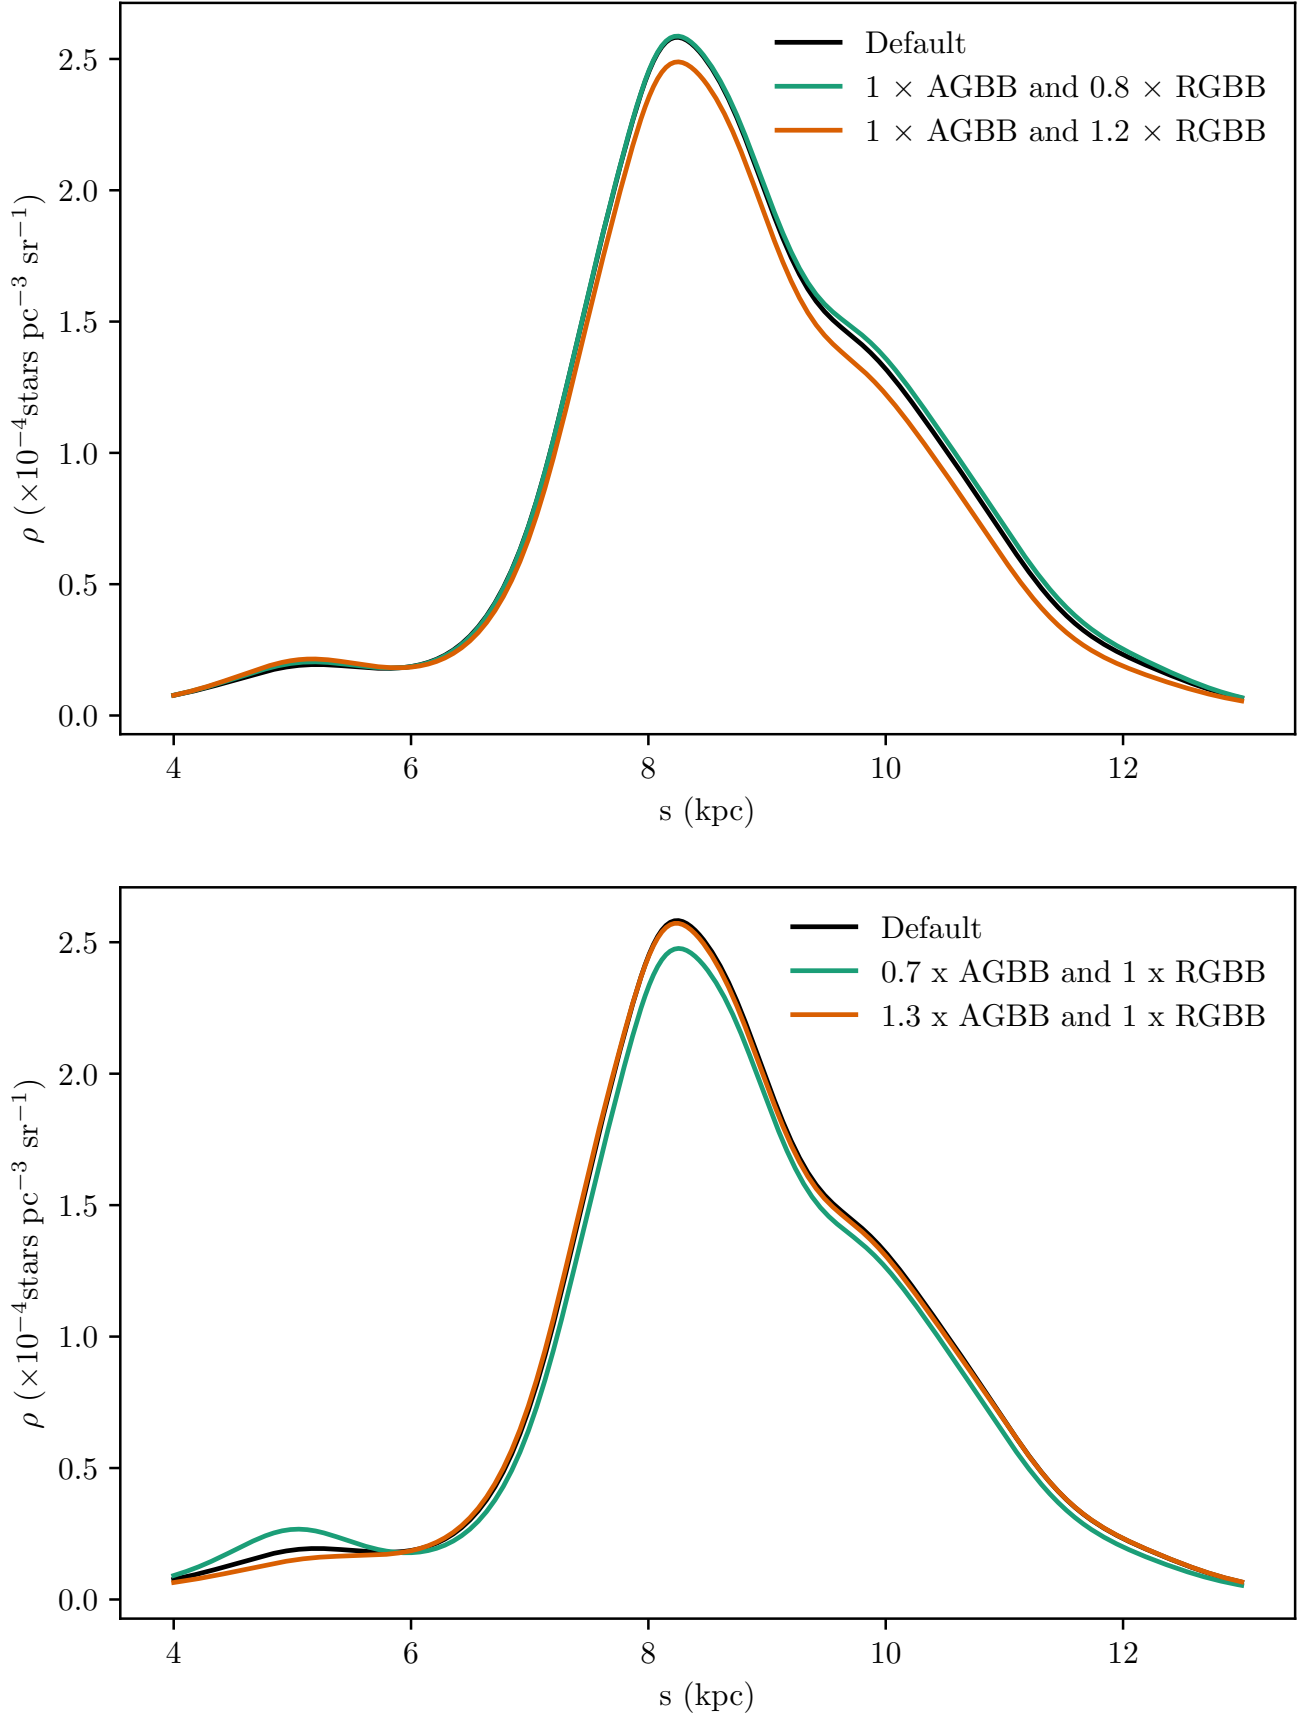 Default
1 × AGBB and 0.8 × RGBB
1 × AGBB and 1.2 × RGBB
2.5
2.0
1.5
1.0
0.5
0.0
ρ (×10⁻⁴stars pc⁻³ sr⁻¹)
4 6 8 10 12
s (kpc)
Default
0.7 x AGBB and 1 x RGBB
1.3 x AGBB and 1 x RGBB
2.5
2.0
1.5
1.0
0.5
0.0
ρ (×10⁻⁴stars pc⁻³ sr⁻¹)
4 6 8 10 12
s (kpc)